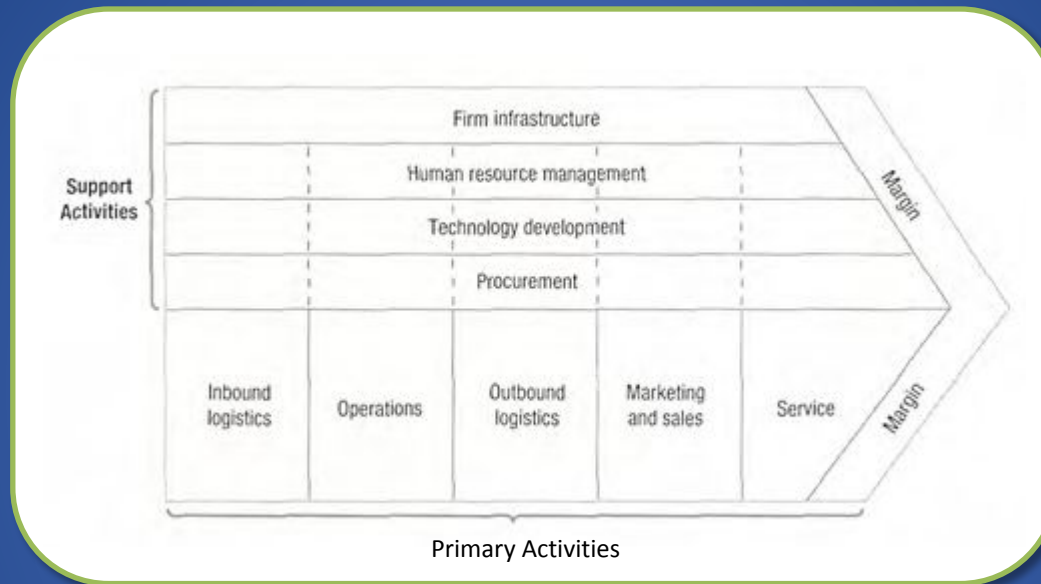 Firm infrastructure
Human resource management
Support
Activities
Technology development
Procurement
Margin
Inbound
logistics
Operations
Outbound
logistics
Marketing
and sales
Service
Margin
Primary Activities